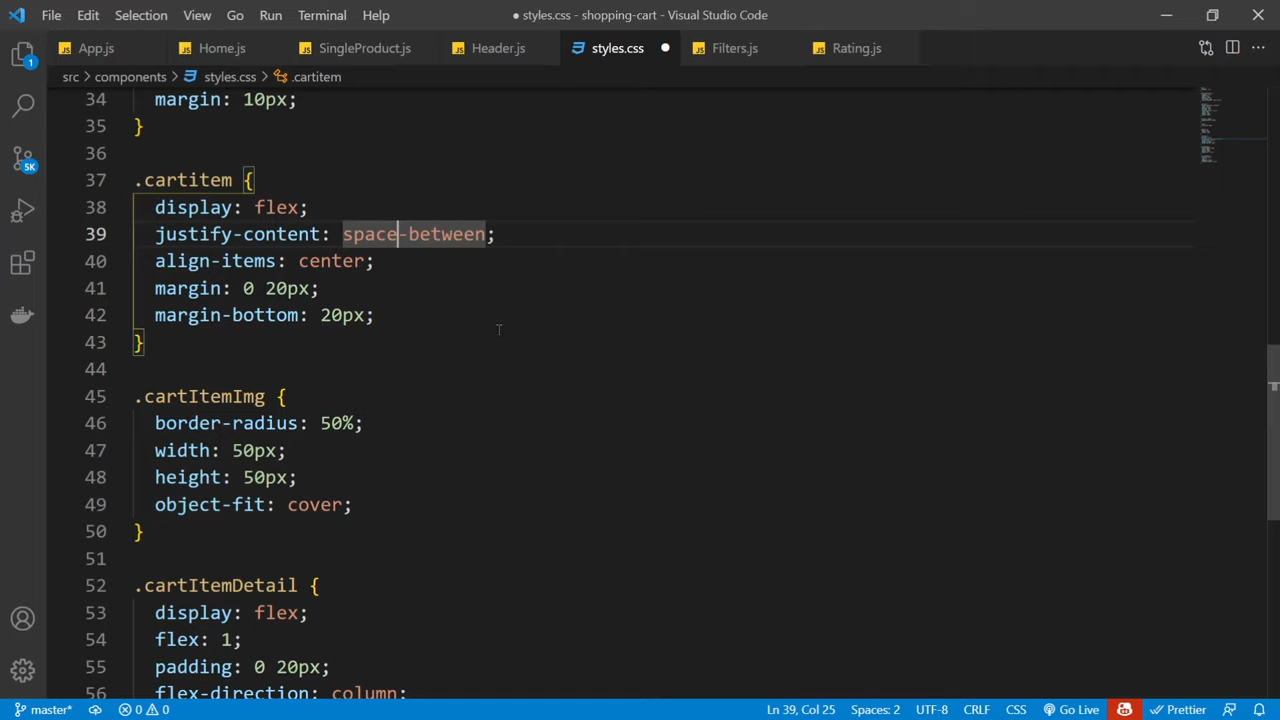 File Edit Selection View Go Run Terminal Help
● styles.css - shopping-cart - Visual Studio Code
App.js Home.js SingleProduct.js Header.js styles.css Filters.js Rating.js
src > components > styles.css > .cartitem
34 margin: 10px;
35 }
36
37 .cartitem {
38 display: flex;
39 justify-content: space-between;
40 align-items: center;
41 margin: 0 20px;
42 margin-bottom: 20px;
43 }
44
45 .cartItemImg {
46 border-radius: 50%;
47 width: 50px;
48 height: 50px;
49 object-fit: cover;
50 }
51
52 .cartItemDetail {
53 display: flex;
54 flex: 1;
55 padding: 0 20px;
56 flex-direction: column;
1
5K
master* 0 0 Ln 39, Col 25 Spaces: 2 UTF-8 CRLF CSS Go Live Prettier